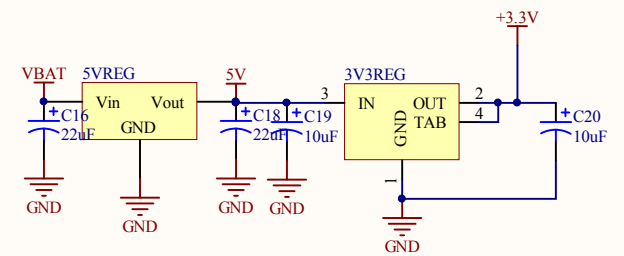 +3.3V
VBAT
5VREG
5V
3V3REG
Vin
Vout
GND
C16
22uF
C18
22uF
C19
10uF
3
IN
OUT
2
TAB
4
GND
1
C20
10uF
GND
GND
GND
GND
GND